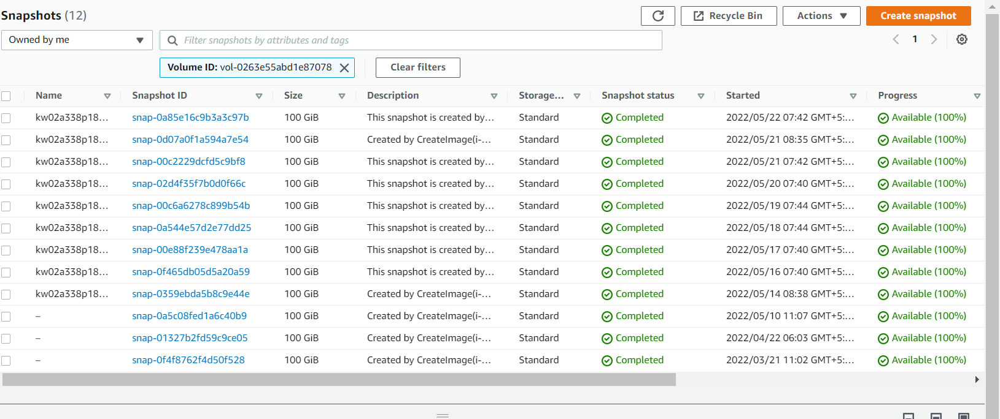 Snapshots (12)
Recycle Bin
Actions
Create snapshot
Owned by me
Filter snapshots by attributes and tags
1
Volume ID: vol-0263e55abd1e87078
Clear filters
Name Snapshot ID Size Description Storage... Snapshot status Started Progress
kw02a338p18... snap-0a85e16c9b3a3c97b 100 GiB This snapshot is created by... Standard Completed 2022/05/22 07:42 GMT+5:... Available (100%)
kw02a338p18... snap-0d07a0f1a594a7e54 100 GiB Created by CreateImage(i-... Standard Completed 2022/05/21 08:35 GMT+5:... Available (100%)
kw02a338p18... snap-00c2229dcfd5c9bf8 100 GiB This snapshot is created by... Standard Completed 2022/05/21 07:42 GMT+5:... Available (100%)
kw02a338p18... snap-02d4f35f7b0d0f66c 100 GiB This snapshot is created by... Standard Completed 2022/05/20 07:40 GMT+5:... Available (100%)
kw02a338p18... snap-00c6a6278c899b54b 100 GiB This snapshot is created by... Standard Completed 2022/05/19 07:44 GMT+5:... Available (100%)
kw02a338p18... snap-0a544e57d2e77dd25 100 GiB This snapshot is created by... Standard Completed 2022/05/18 07:44 GMT+5:... Available (100%)
kw02a338p18... snap-00e88f239e478aa1a 100 GiB This snapshot is created by... Standard Completed 2022/05/17 07:40 GMT+5:... Available (100%)
kw02a338p18... snap-0f465db05d5a20a59 100 GiB This snapshot is created by... Standard Completed 2022/05/16 07:40 GMT+5:... Available (100%)
kw02a338p18... snap-0359ebda5b8c9e44e 100 GiB Created by CreateImage(i-... Standard Completed 2022/05/14 08:38 GMT+5:... Available (100%)
– snap-0a5c08fed1a6c40b9 100 GiB Created by CreateImage(i-... Standard Completed 2022/05/10 11:07 GMT+5:... Available (100%)
– snap-01327b2fd59c9ce05 100 GiB Created by CreateImage(i-... Standard Completed 2022/04/22 06:03 GMT+5:... Available (100%)
– snap-0f4f8762f4d50f528 100 GiB Created by CreateImage(i-... Standard Completed 2022/03/21 11:02 GMT+5:... Available (100%)